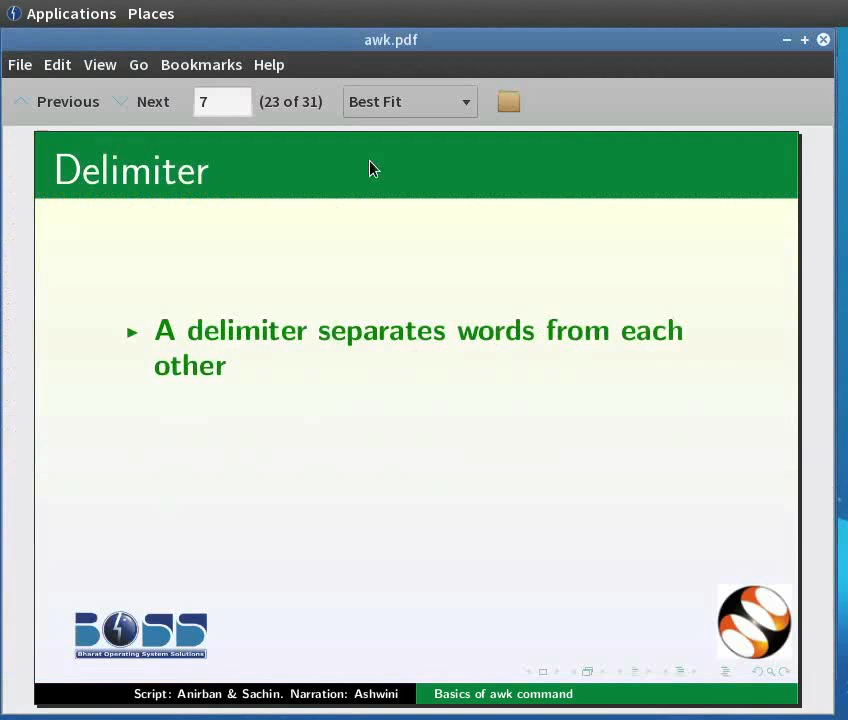 Applications Places
awk.pdf
File Edit View Go Bookmarks Help
Previous Next 7 (23 of 31) Best Fit
Delimiter
A delimiter separates words from each
other
BOSS
Bharat Operating System Solutions
Script: Anirban & Sachin. Narration: Ashwini Basics of awk command